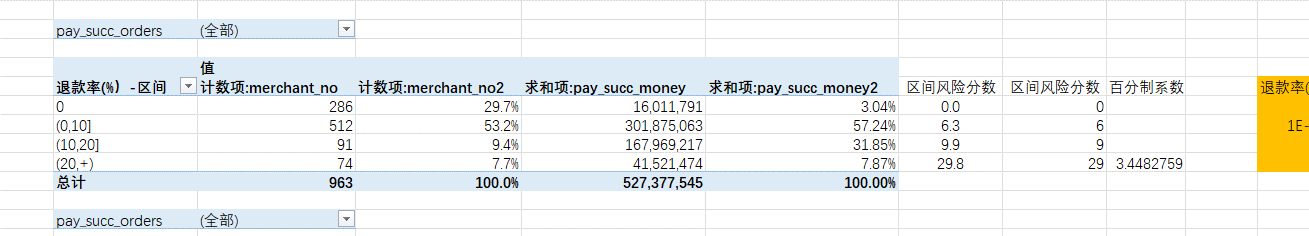 pay_succ_orders (全部)
值
退款率(%) -区间 计数项:merchant_no 计数项:merchant_no2 求和项:pay_succ_money 求和项:pay_succ_money2 区间风险分数 区间风险分数 百分制系数 退款率(
0 286 29.7% 16,011,791 3.04% 0.0 0
(0,10] 512 53.2% 301,875,063 57.24% 6.3 6 1E-
(10,20] 91 9.4% 167,969,217 31.85% 9.9 9
(20,+) 74 7.7% 41,521,474 7.87% 29.8 29 3.4482759
总计 963 100.0% 527,377,545 100.00%
pay_succ_orders (全部)